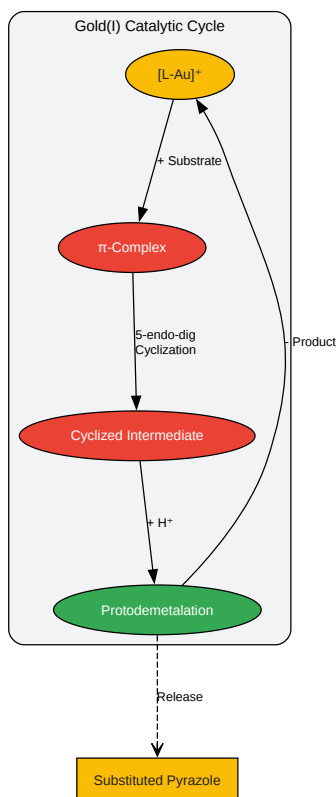 Gold(I) Catalytic Cycle
[L-Au]⁺
+ Substrate
π-Complex
5-endo-dig
Cyclization
- Product
Cyclized Intermediate
+ H⁺
Protodemetalation
Release
Substituted Pyrazole